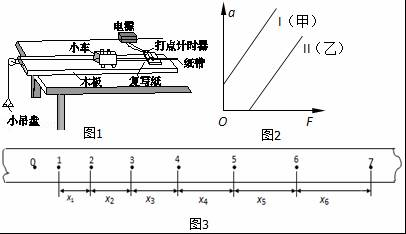 电源
小车
打点计时器
纸带
木板
复写纸
小吊盘
图1
a
I(甲)
II(乙)
O
F
图2
0 1 2 3 4 5 6 7
x₁ x₂ x₃ x₄ x₅ x₆
图3